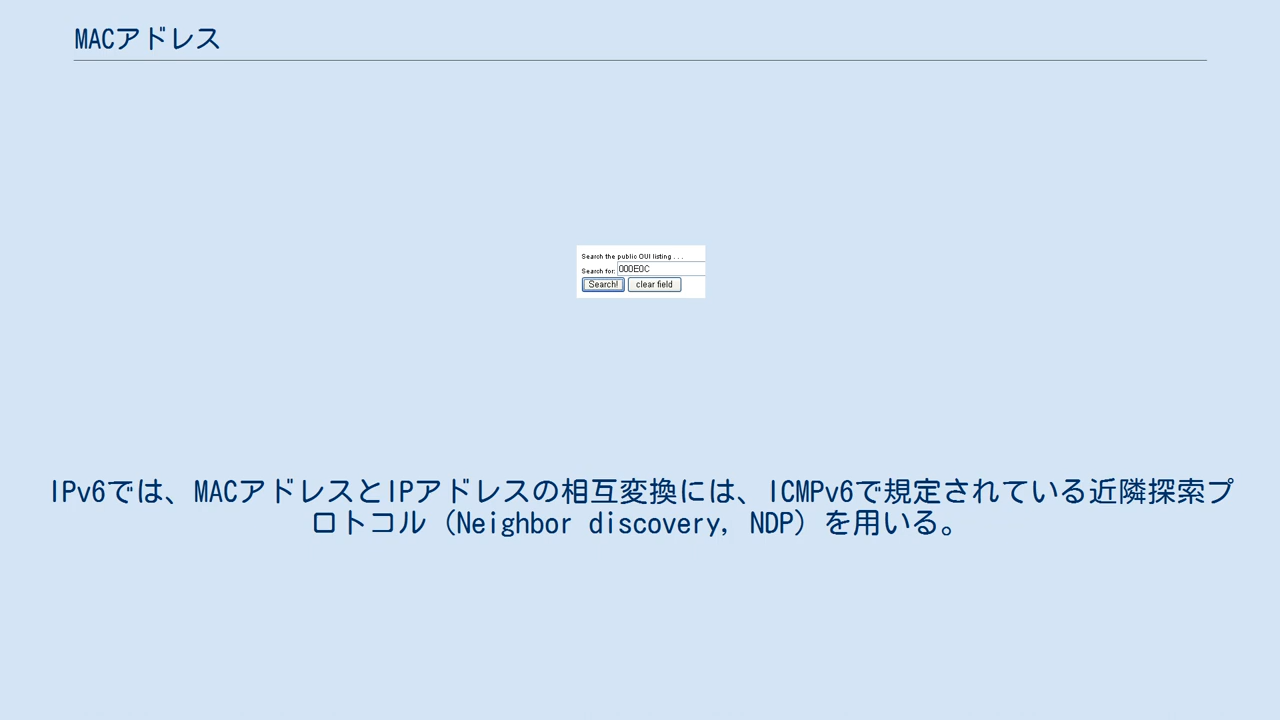 MACアドレス
Search the public OUI listing . . .
Search for: 000E0C
Search! clear field
IPv6では、MACアドレスとIPアドレスの相互変換には、ICMPv6で規定されている近隣探索プ
ロトコル（Neighbor discovery, NDP）を用いる。